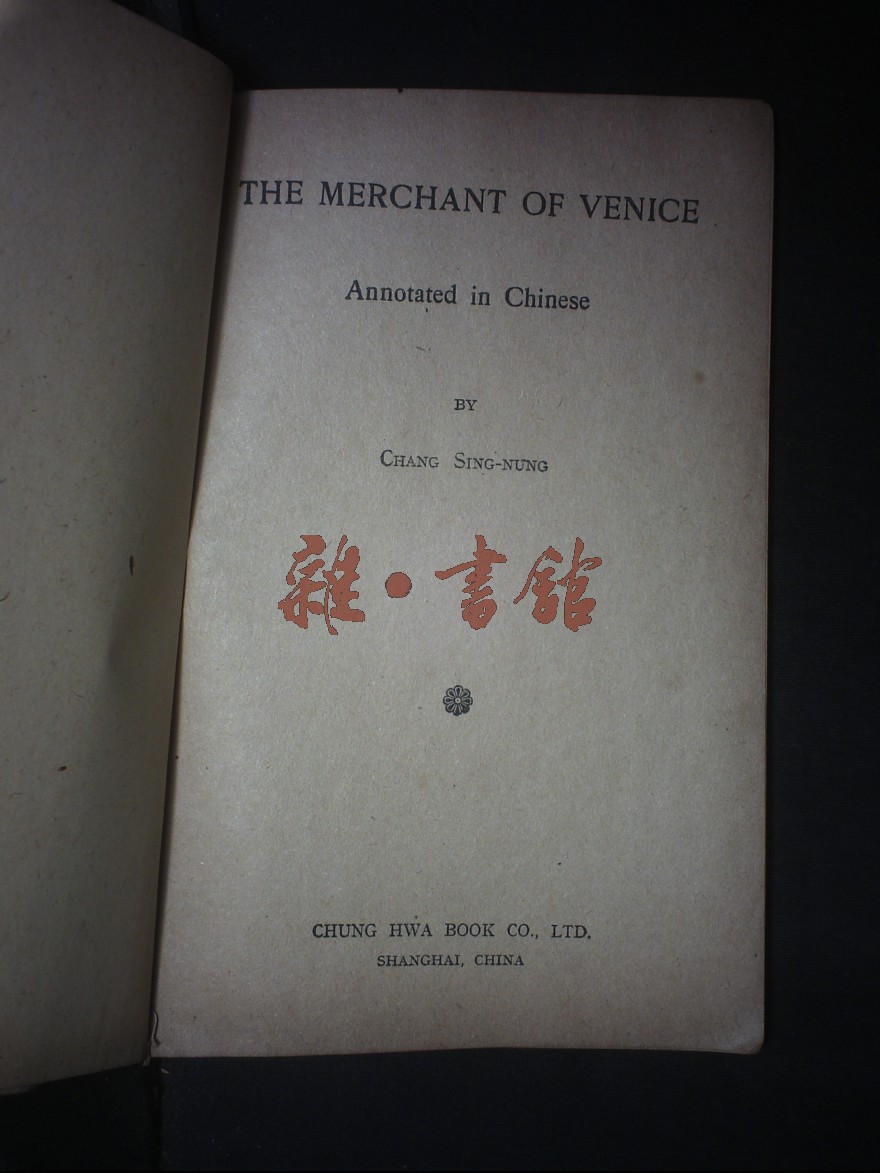 THE MERCHANT OF VENICE
Annotated in Chinese
BY
CHANG SING-NUNG
雜·書館
CHUNG HWA BOOK CO., LTD.
SHANGHAI, CHINA